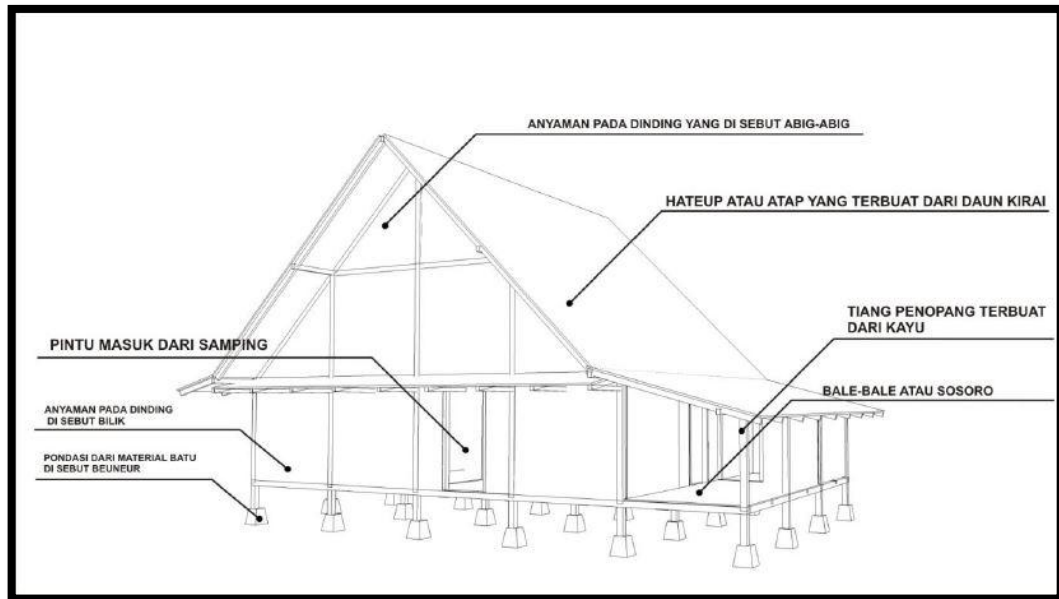 ANYAMAN PADA DINDING YANG DI SEBUT ABIG-ABIG
HATEUP ATAU ATAP YANG TERBUAT DARI DAUN KIRAI
TIANG PENOPANG TERBUAT
DARI KAYU
PINTU MASUK DARI SAMPING
BALE-BALE ATAU SOSORO
ANYAMAN PADA DINDING
DI SEBUT BILIK
PONDASI DARI MATERIAL BATU
DI SEBUT BEUNEUR